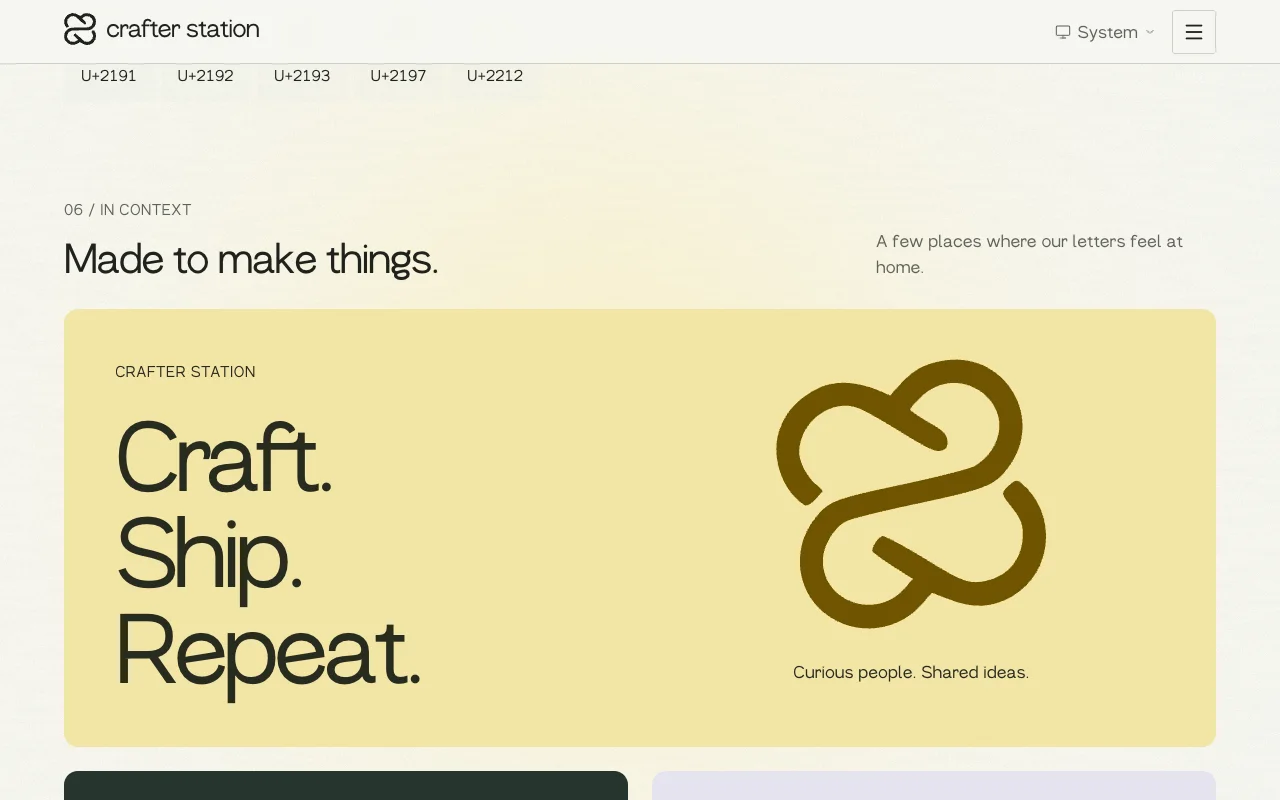 crafter station
System
U+2191 U+2192 U+2193 U+2197 U+2212
06 / IN CONTEXT
Made to make things.
A few places where our letters feel at
home.
CRAFTER STATION
Craft.
Ship.
Repeat.
Curious people. Shared ideas.